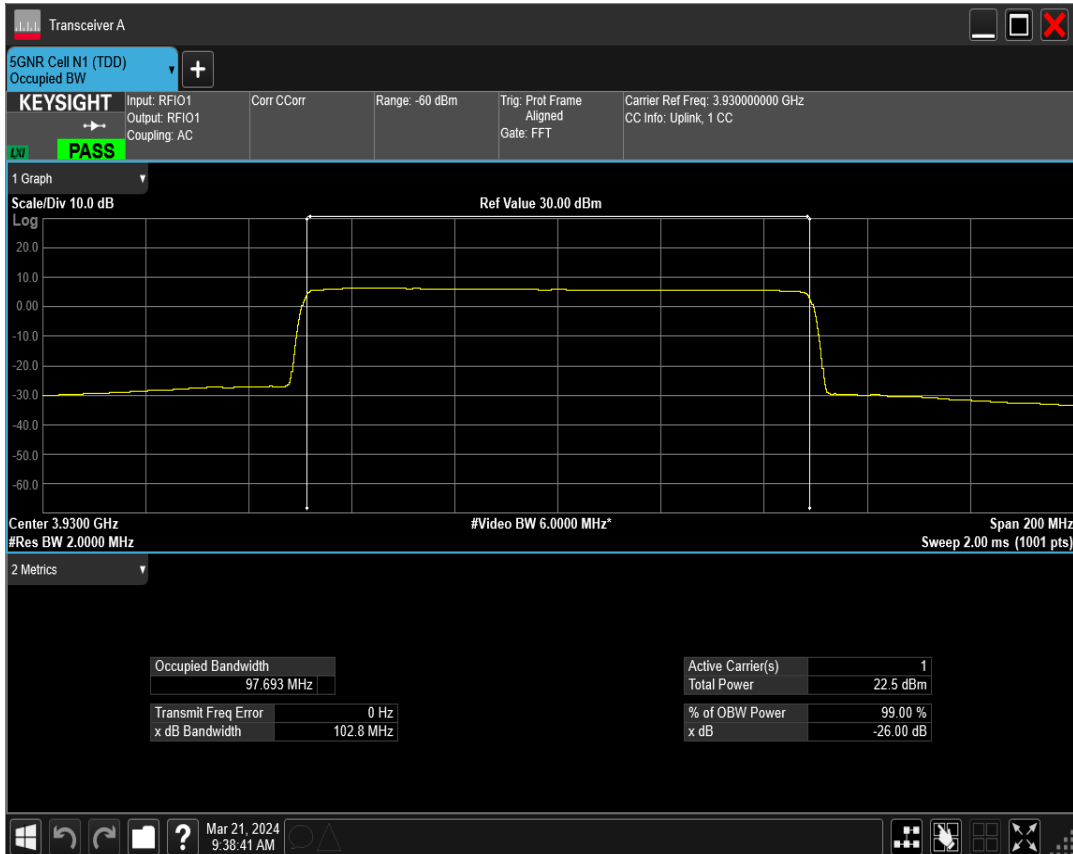 Transceiver A
5GNR Cell N1 (TDD)
Occupied BW
+
KEYSIGHT
LXI
PASS
Input: RFIO1
Output: RFIO1
Coupling: AC
Corr CCorr
Range: -60 dBm
Trig: Prot Frame
Aligned
Gate: FFT
Carrier Ref Freq: 3.930000000 GHz
CC Info: Uplink, 1 CC
1 Graph
Scale/Div 10.0 dB
Ref Value 30.00 dBm
Log
20.0
10.0
0.00
-10.0
-20.0
-30.0
-40.0
-50.0
-60.0
Center 3.9300 GHz
#Video BW 6.0000 MHz*
Span 200 MHz
#Res BW 2.0000 MHz
Sweep 2.00 ms (1001 pts)
2 Metrics
Occupied Bandwidth
97.693 MHz
Transmit Freq Error 0 Hz
x dB Bandwidth 102.8 MHz
Active Carrier(s) 1
Total Power 22.5 dBm
% of OBW Power 99.00 %
x dB -26.00 dB
?
Mar 21, 2024
9:38:41 AM